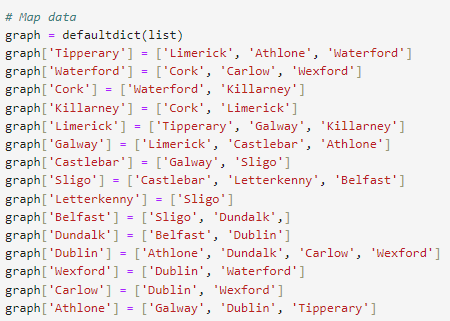 # Map data
graph = defaultdict(list)
graph['Tipperary'] = ['Limerick', 'Athlone', 'Waterford']
graph['Waterford'] = ['Cork', 'Carlow', 'Wexford']
graph['Cork'] = ['Waterford', 'Killarney']
graph['Killarney'] = ['Cork', 'Limerick']
graph['Limerick'] = ['Tipperary', 'Galway', 'Killarney']
graph['Galway'] = ['Limerick', 'Castlebar', 'Athlone']
graph['Castlebar'] = ['Galway', 'Sligo']
graph['Sligo'] = ['Castlebar', 'Letterkenny', 'Belfast']
graph['Letterkenny'] = ['Sligo']
graph['Belfast'] = ['Sligo', 'Dundalk',]
graph['Dundalk'] = ['Belfast', 'Dublin']
graph['Dublin'] = ['Athlone', 'Dundalk', 'Carlow', 'Wexford']
graph['Wexford'] = ['Dublin', 'Waterford']
graph['Carlow'] = ['Dublin', 'Wexford']
graph['Athlone'] = ['Galway', 'Dublin', 'Tipperary']